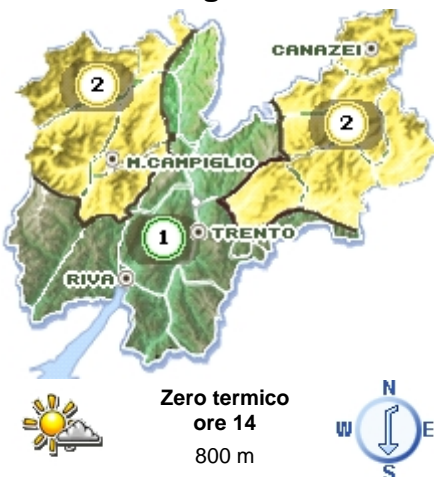 CANAZEI
2
2
M.CAMPIGLIO
1
TRENTO
RIVA
Zero termico
ore 14
800 m
N
W
E
S